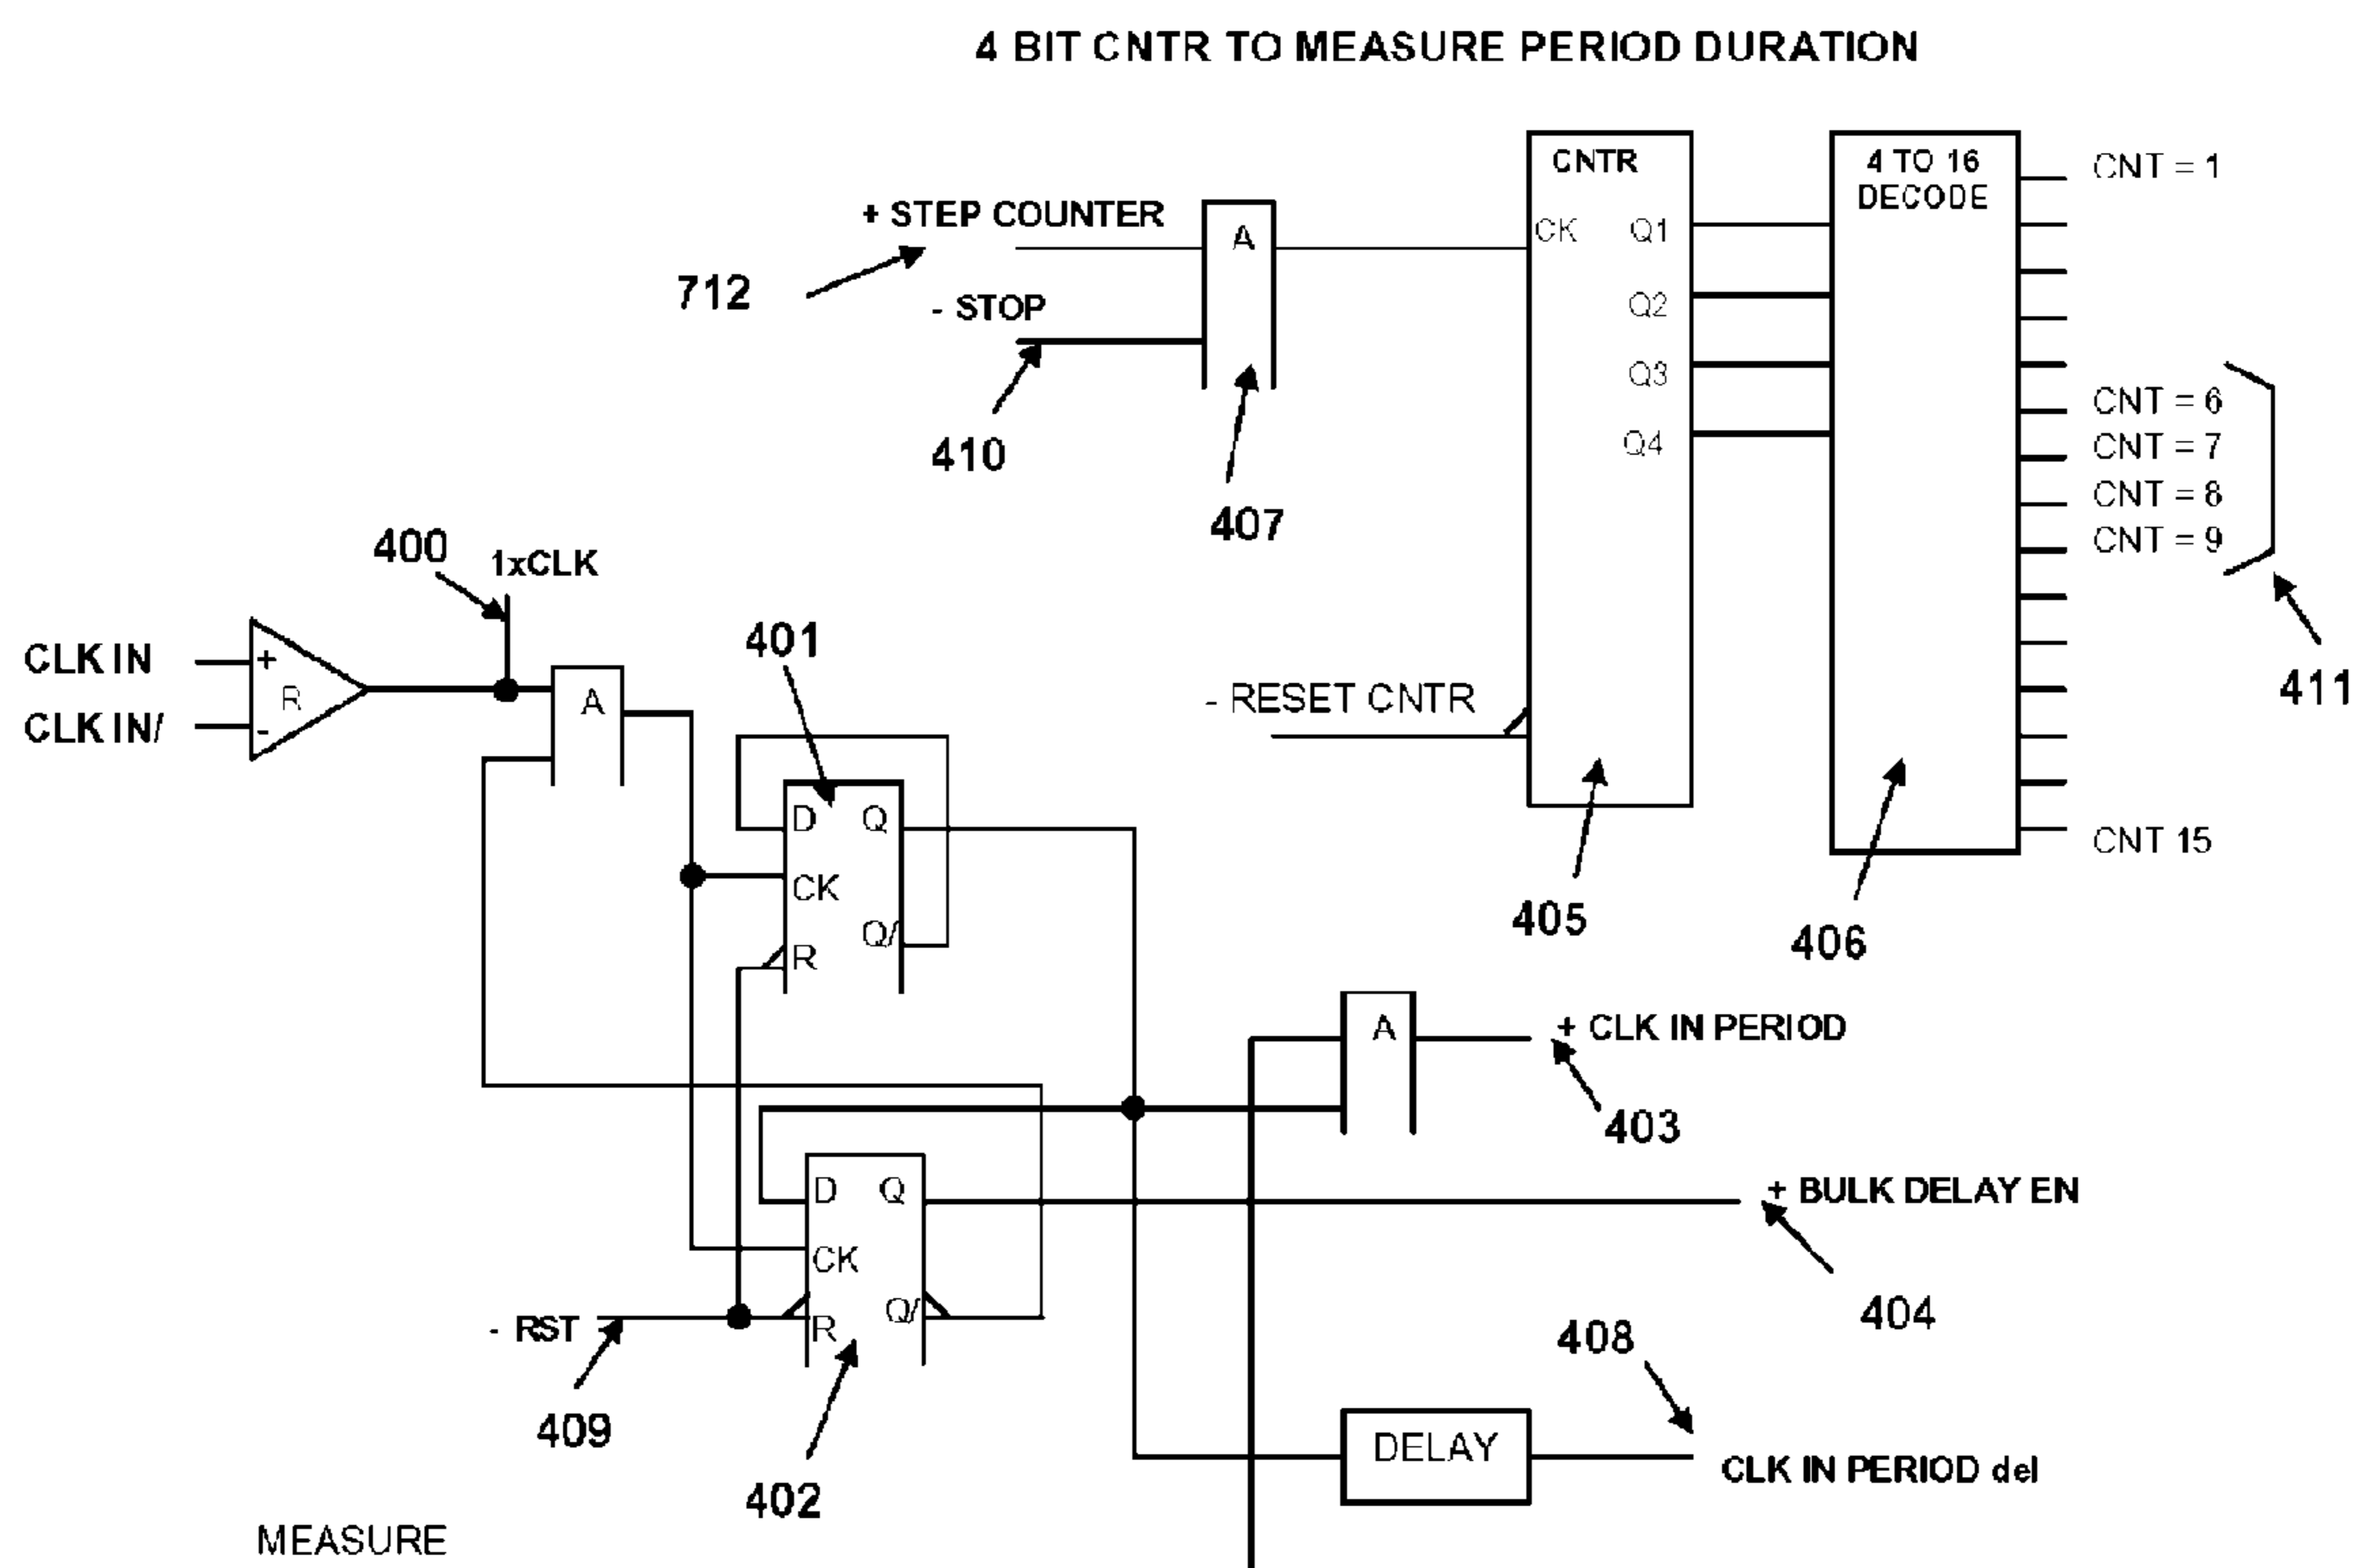 4 BIT CNTR TO MEASURE PERIOD DURATION
CNTR
4 TO 16
DECODE
CNT = 1
+ STEP COUNTER
A
CK
Q1
712
- STOP
Q2
Q3
CNT = 6
410
Q4
CNT = 7
CNT = 8
407
CNT = 9
400
1xCLK
401
CLK IN
+
R
A
- RESET CNTR
411
CLK IN/
-
D
Q
CNT 15
CK
405
Q/
406
R
A
+ CLK IN PERIOD
403
D
Q
+ BULK DELAY EN
CK
Q/
404
- RST
R
408
409
DELAY
CLK IN PERIOD del
402
MEASURE